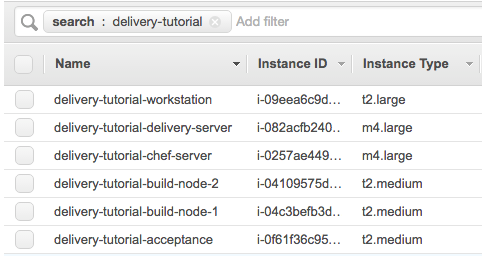 search : delivery-tutorial Add filter
Name Instance ID Instance Type
delivery-tutorial-workstation i-09eea6c9d… t2.large
delivery-tutorial-delivery-server i-082acfb240… m4.large
delivery-tutorial-chef-server i-0257ae449… m4.large
delivery-tutorial-build-node-2 i-04109575d… t2.medium
delivery-tutorial-build-node-1 i-04c3befb3d… t2.medium
delivery-tutorial-acceptance i-0f61f36c95… t2.medium